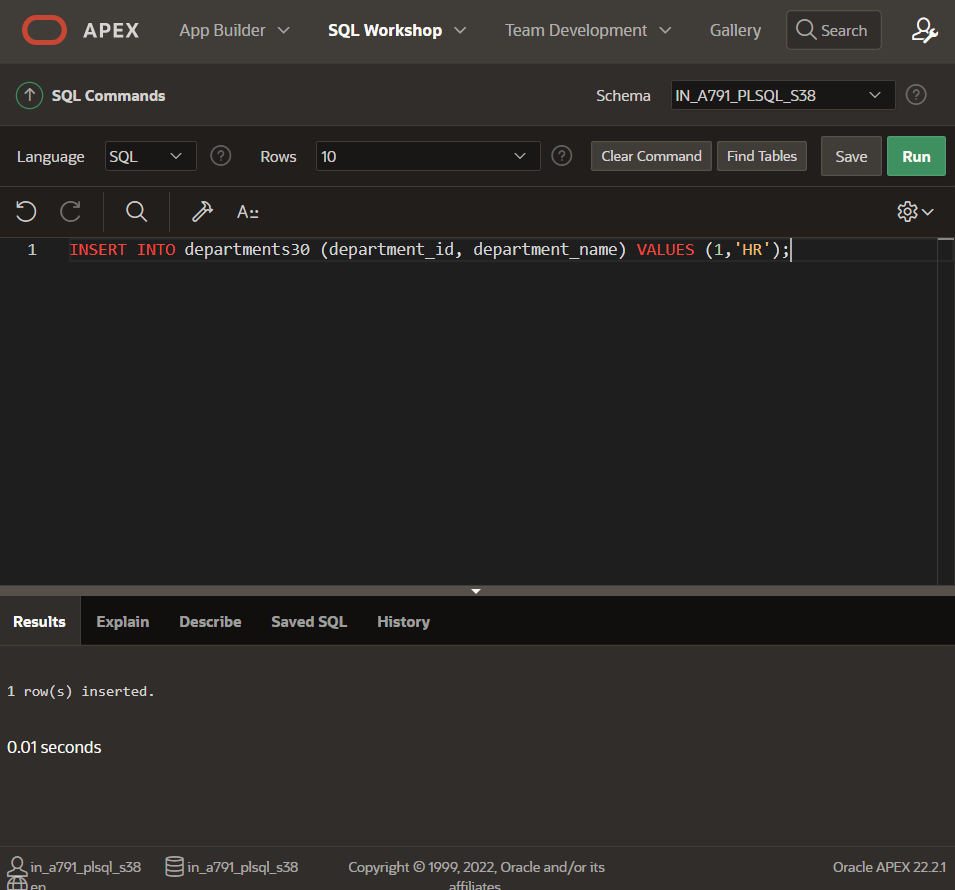 APEX App Builder SQL Workshop Team Development Gallery Search
SQL Commands Schema IN_A791_PLSQL_S38 ?
Language SQL ? Rows 10 ? Clear Command Find Tables Save Run
A::
1 INSERT INTO departments30 (department_id, department_name) VALUES (1,'HR');
Results Explain Describe Saved SQL History
1 row(s) inserted.
0.01 seconds
in_a791_plsql_s38 in_a791_plsql_s38 Copyright © 1999, 2022, Oracle and/or its Oracle APEX 22.2.1
en affiliates.